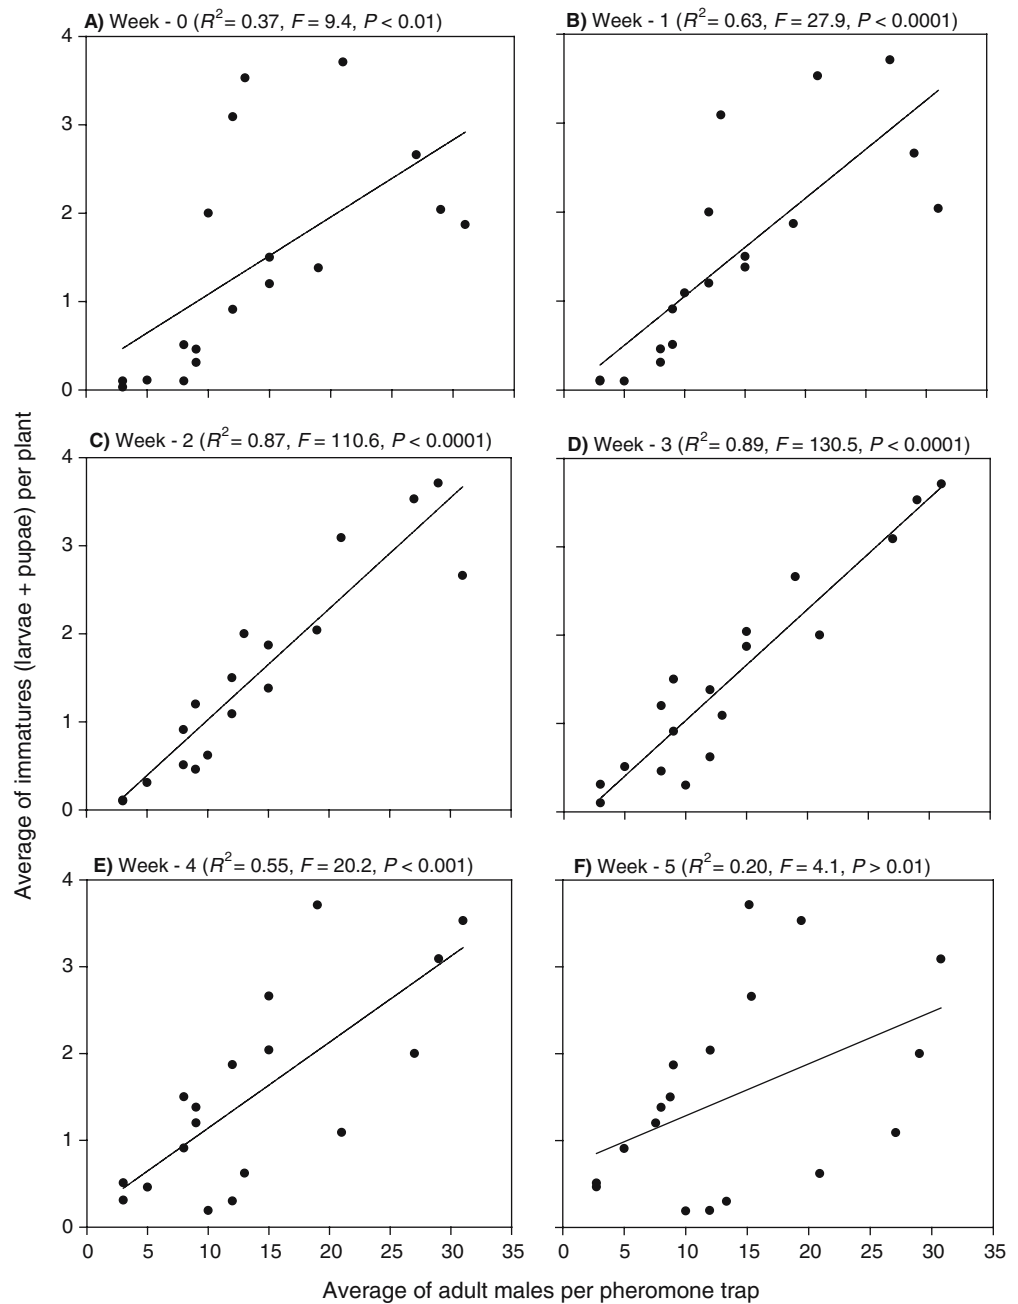 A) Week - 0 (R² = 0.37, F = 9.4, P < 0.01)
B) Week - 1 (R² = 0.63, F = 27.9, P < 0.0001)
4
3
2
1
0
C) Week - 2 (R² = 0.87, F = 110.6, P < 0.0001)
D) Week - 3 (R² = 0.89, F = 130.5, P < 0.0001)
4
3
2
1
0
Average of immatures (larvae + pupae) per plant
E) Week - 4 (R² = 0.55, F = 20.2, P < 0.001)
F) Week - 5 (R² = 0.20, F = 4.1, P > 0.01)
4
3
2
1
0
0 5 10 15 20 25 30 35
0 5 10 15 20 25 30 35
Average of adult males per pheromone trap